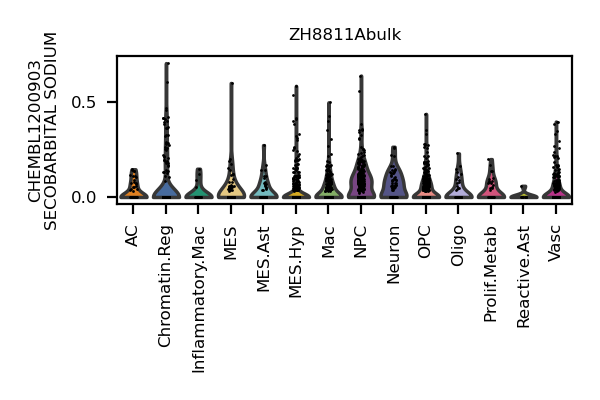 ZH8811Abulk
CHEMBL1200903
SECOBARBITAL SODIUM
0.5
0.0
AC
Chromatin.Reg
Inflammatory.Mac
MES
MES.Ast
MES.Hyp
Mac
NPC
Neuron
OPC
Oligo
Prolif.Metab
Reactive.Ast
Vasc